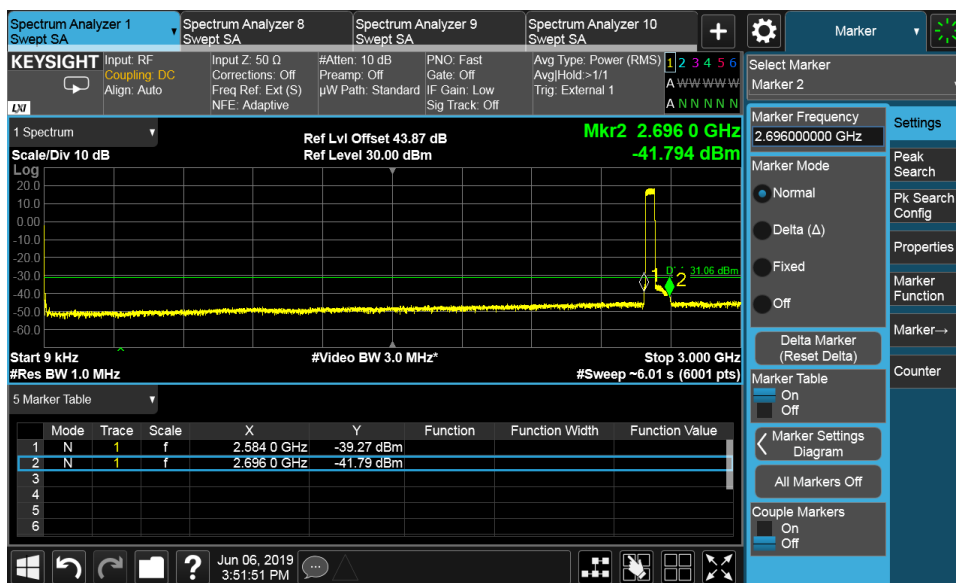 Spectrum Analyzer 1
Swept SA
Spectrum Analyzer 8
Swept SA
Spectrum Analyzer 9
Swept SA
Spectrum Analyzer 10
Swept SA
+
Marker
KEYSIGHT
LXI
Input: RF
Coupling: DC
Align: Auto
Input Z: 50 Ω
Corrections: Off
Freq Ref: Ext (S)
NFE: Adaptive
#Atten: 10 dB
Preamp: Off
µW Path: Standard
PNO: Fast
Gate: Off
IF Gain: Low
Sig Track: Off
Avg Type: Power (RMS)
Avg|Hold:>1/1
Trig: External 1
1 2 3 4 5 6
A W W W W W
A N N N N N
1 Spectrum
Scale/Div 10 dB
Ref Lvl Offset 43.87 dB
Ref Level 30.00 dBm
Mkr2 2.696 0 GHz
-41.794 dBm
Log
20.0
10.0
0.00
-10.0
-20.0
-30.0
-40.0
-50.0
-60.0
31.06 dBm
1
2
Start 9 kHz
#Res BW 1.0 MHz
#Video BW 3.0 MHz*
Stop 3.000 GHz
#Sweep ~6.01 s (6001 pts)
5 Marker Table
Mode Trace Scale X Y Function Function Width Function Value
1 N 1 f 2.584 0 GHz -39.27 dBm
2 N 1 f 2.696 0 GHz -41.79 dBm
3
4
5
6
?
Jun 06, 2019
3:51:51 PM
Select Marker
Marker 2
Marker Frequency
2.696000000 GHz
Marker Mode
Normal
Delta (Δ)
Fixed
Off
Delta Marker
(Reset Delta)
Marker Table
On
Off
Marker Settings
Diagram
All Markers Off
Couple Markers
On
Off
Settings
Peak
Search
Pk Search
Config
Properties
Marker
Function
Marker→
Counter